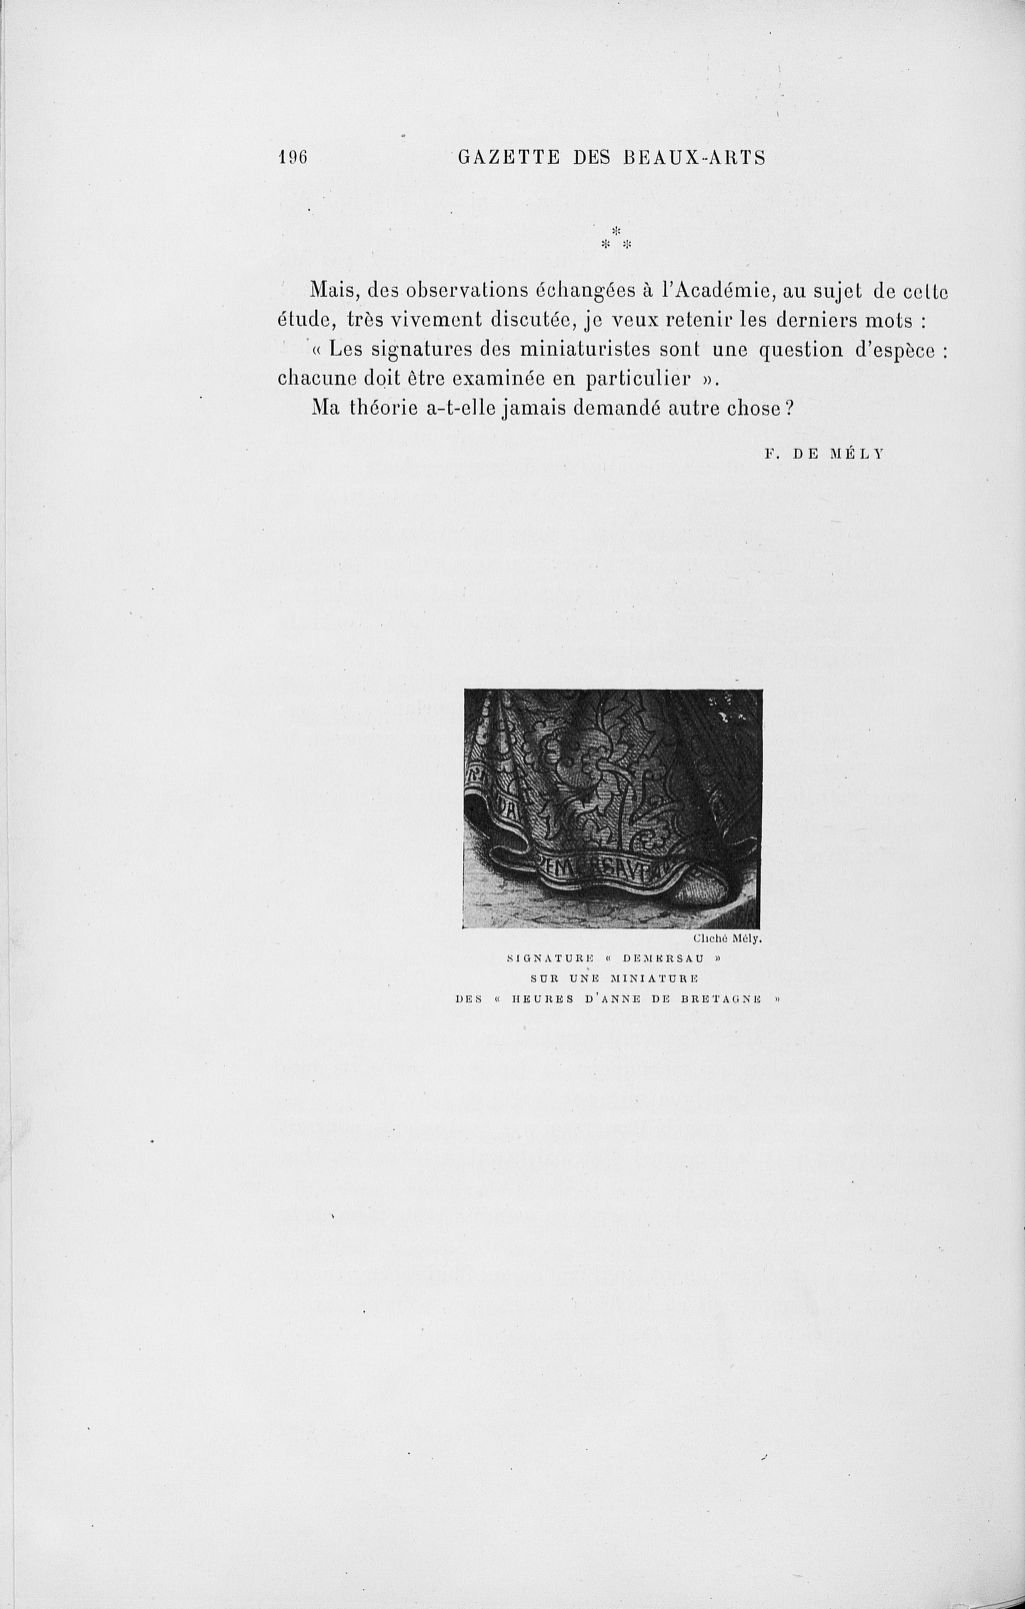 196 GAZETTE DES BEAUX-ARTS
*
* *
Mais, des observations échangées à l'Académie, au sujet de cette
étude, très vivement discutée, je veux retenir les derniers mots :
« Les signatures des miniaturistes sont une question d'espèce :
chacune doit être examinée en particulier ».
Ma théorie a-t-elle jamais demandé autre chose ?
F. DE MÉLY
Cliché Mély.
SIGNATURE « DEMERSAU »
SUR UNE MINIATURE
DES « HEURES D'ANNE DE BRETAGNE »